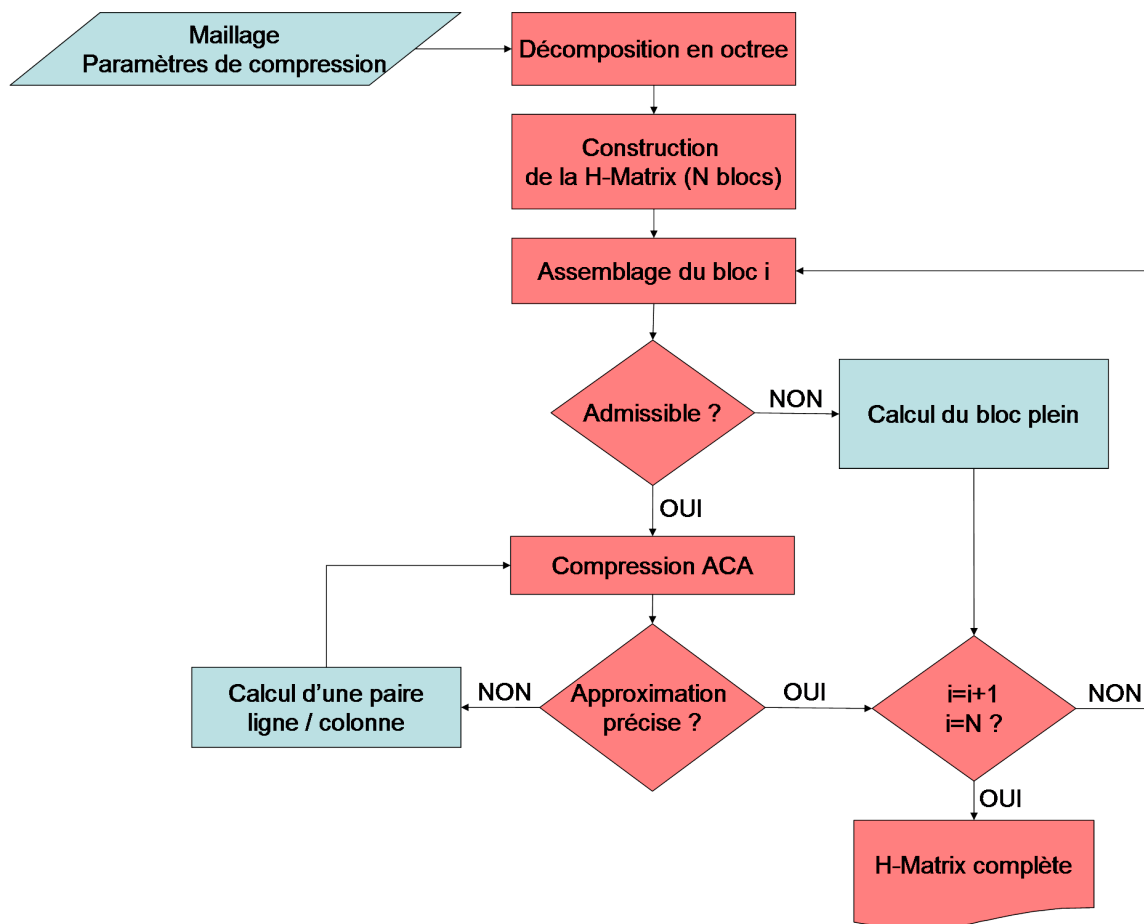 Maillage
Paramètres de compression
Décomposition en octree
Construction
de la H-Matrix (N blocs)
Assemblage du bloc i
Admissible ?
NON
Calcul du bloc plein
OUI
Compression ACA
Calcul d’une paire
ligne / colonne
NON
Approximation
précise ?
OUI
i=i+1
i=N ?
NON
OUI
H-Matrix complète